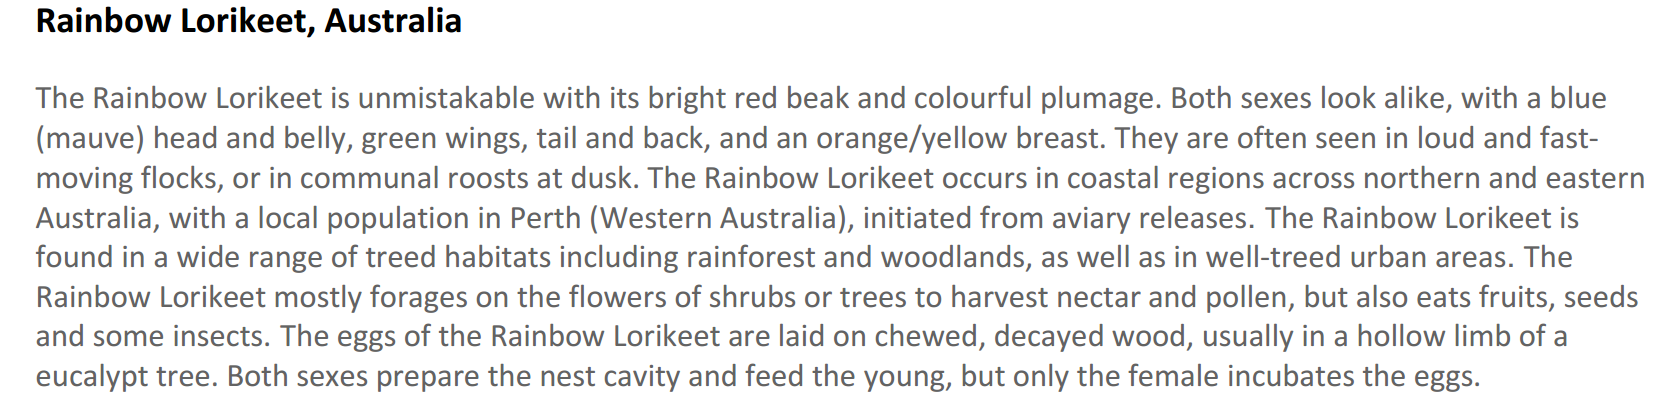 Rainbow Lorikeet, Australia
The Rainbow Lorikeet is unmistakable with its bright red beak and colourful plumage. Both sexes look alike, with a blue
(mauve) head and belly, green wings, tail and back, and an orange/yellow breast. They are often seen in loud and fast-
moving flocks, or in communal roosts at dusk. The Rainbow Lorikeet occurs in coastal regions across northern and eastern
Australia, with a local population in Perth (Western Australia), initiated from aviary releases. The Rainbow Lorikeet is
found in a wide range of treed habitats including rainforest and woodlands, as well as in well-treed urban areas. The
Rainbow Lorikeet mostly forages on the flowers of shrubs or trees to harvest nectar and pollen, but also eats fruits, seeds
and some insects. The eggs of the Rainbow Lorikeet are laid on chewed, decayed wood, usually in a hollow limb of a
eucalypt tree. Both sexes prepare the nest cavity and feed the young, but only the female incubates the eggs.